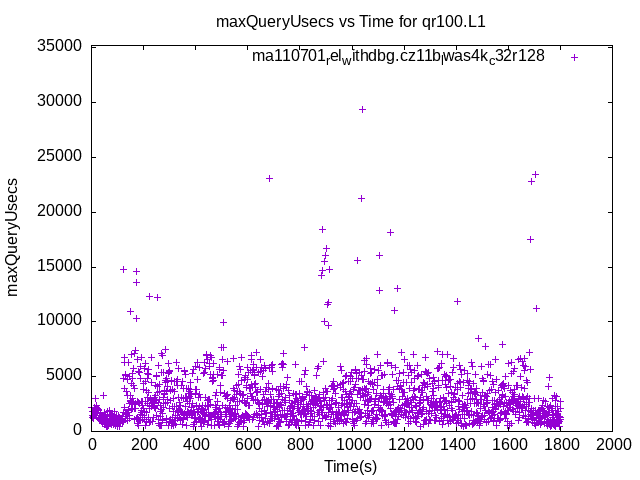 maxQueryUsecs vs Time for qr100.L1
ma110701_rel_withdbg.cz11b_lwas4k_c32r128
35000
30000
25000
20000
15000
10000
5000
0
maxQueryUsecs
0 200 400 600 800 1000 1200 1400 1600 1800 2000
Time(s)